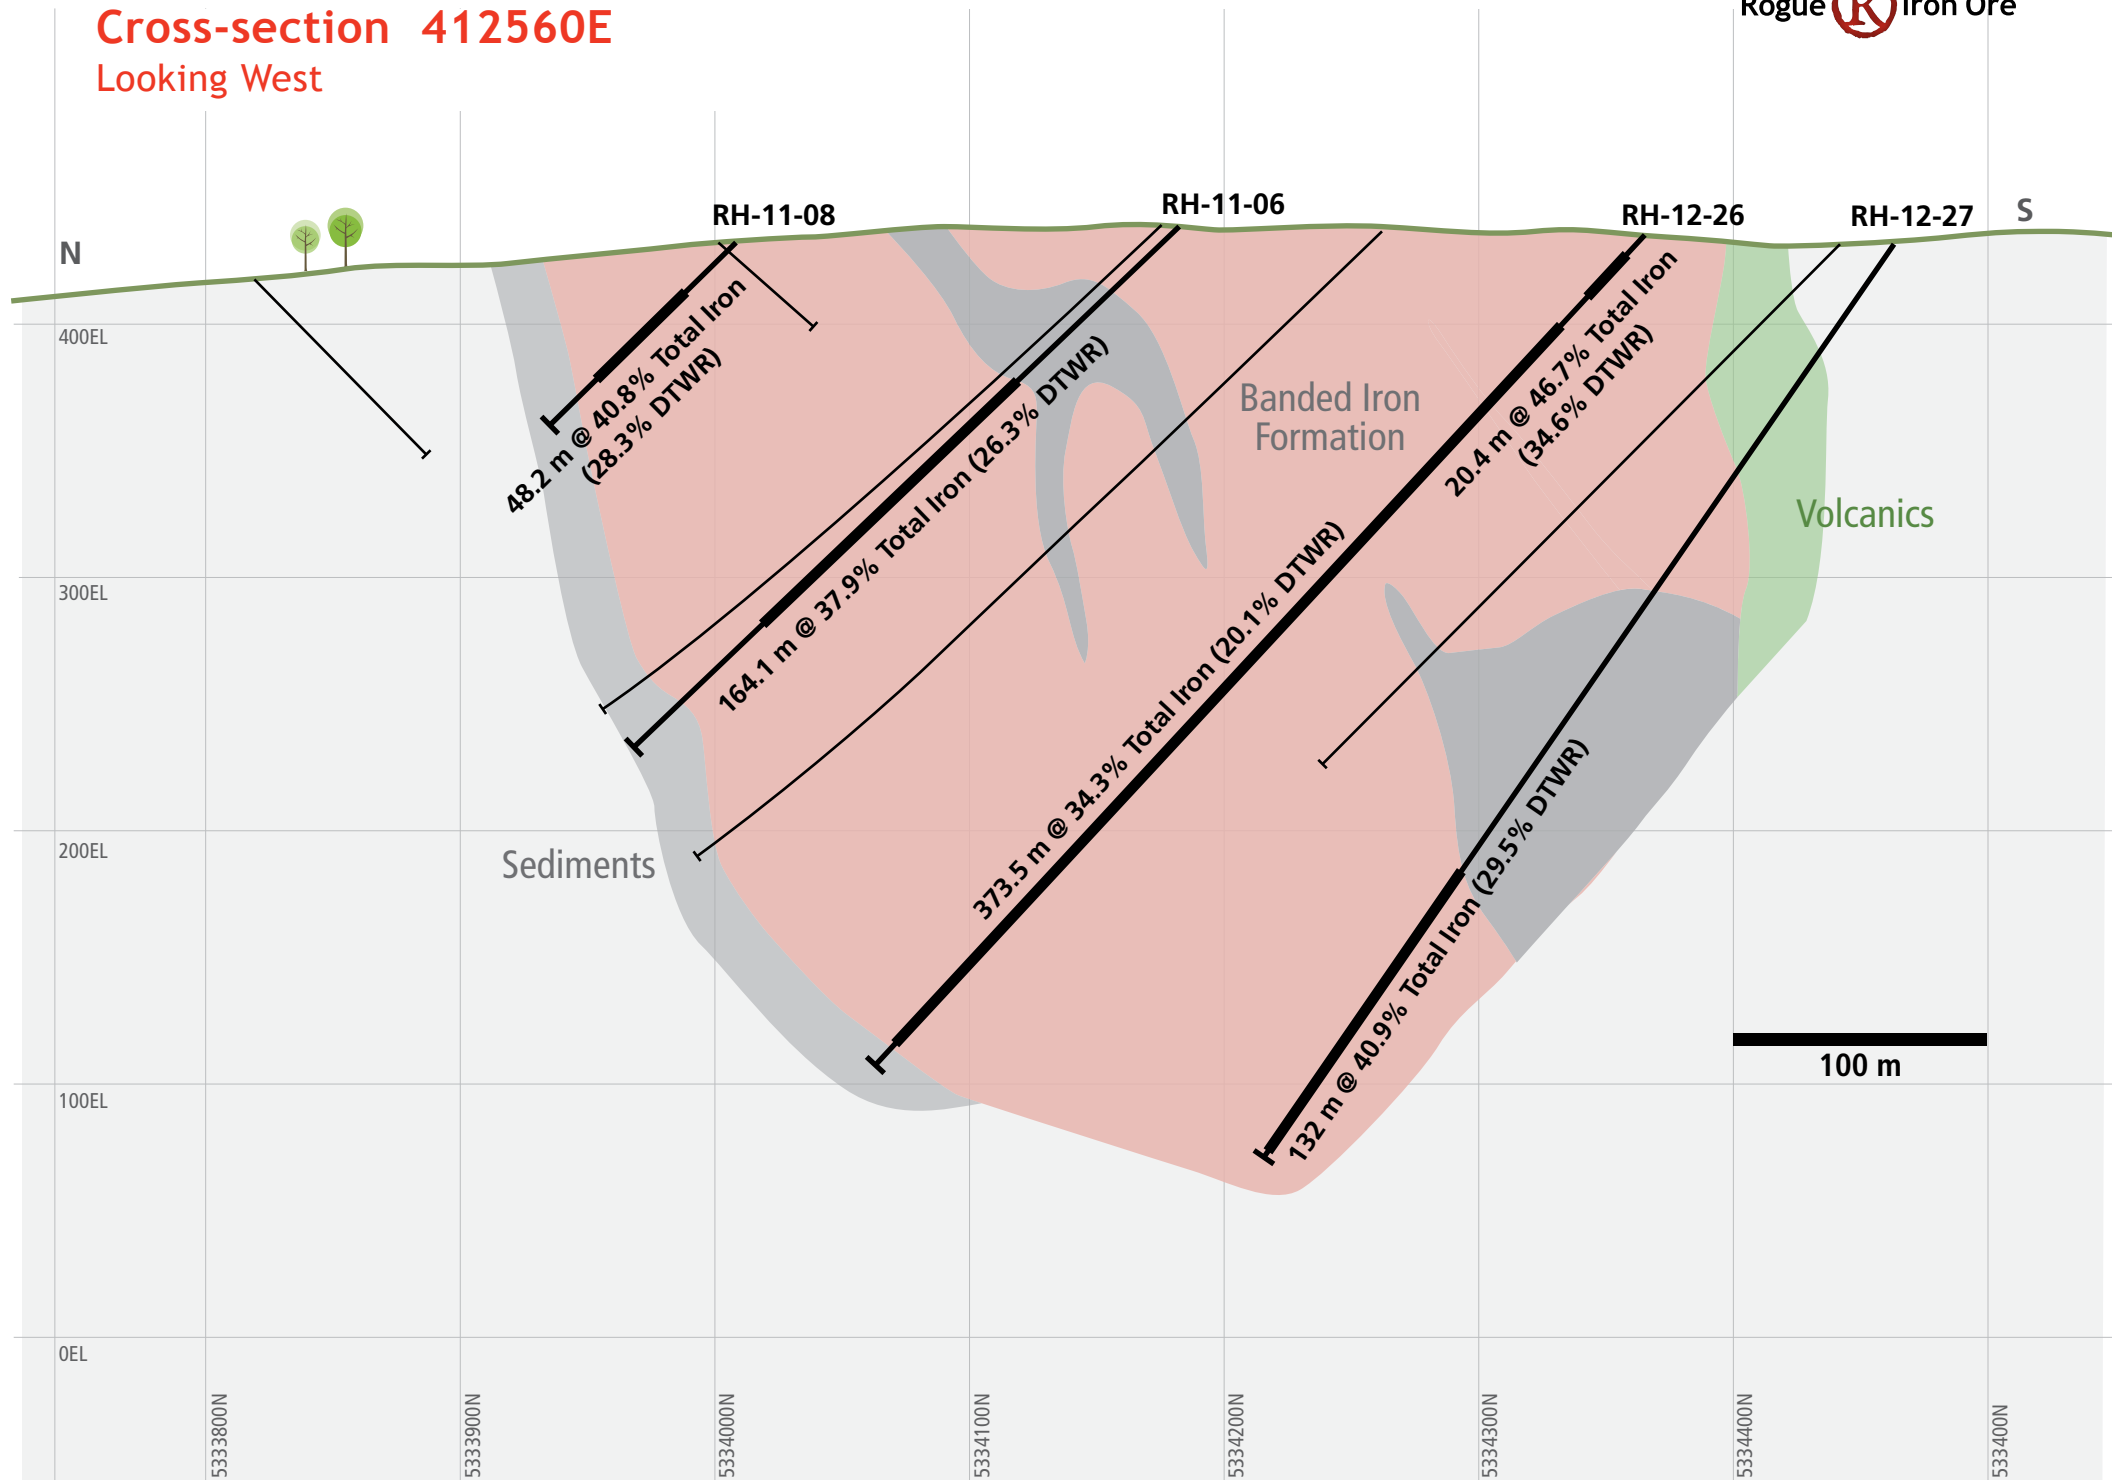 Cross-section 412560E
Looking West
Rogue R Iron Ore
RH-11-08
RH-11-06
RH-12-26
RH-12-27
N
S
400EL
300EL
200EL
100EL
0EL
48.2 m @ 40.8% Total Iron
(28.3% DTWR)
164.1 m @ 37.9% Total Iron (26.3% DTWR)
373.5 m @ 34.3% Total Iron (20.1% DTWR)
20.4 m @ 46.7% Total Iron
(34.6% DTWR)
132 m @ 40.9% Total Iron (29.5% DTWR)
Banded Iron
Formation
Volcanics
Sediments
100 m
5333800N
5333900N
5334000N
5334100N
5334200N
5334300N
5334400N
533400N